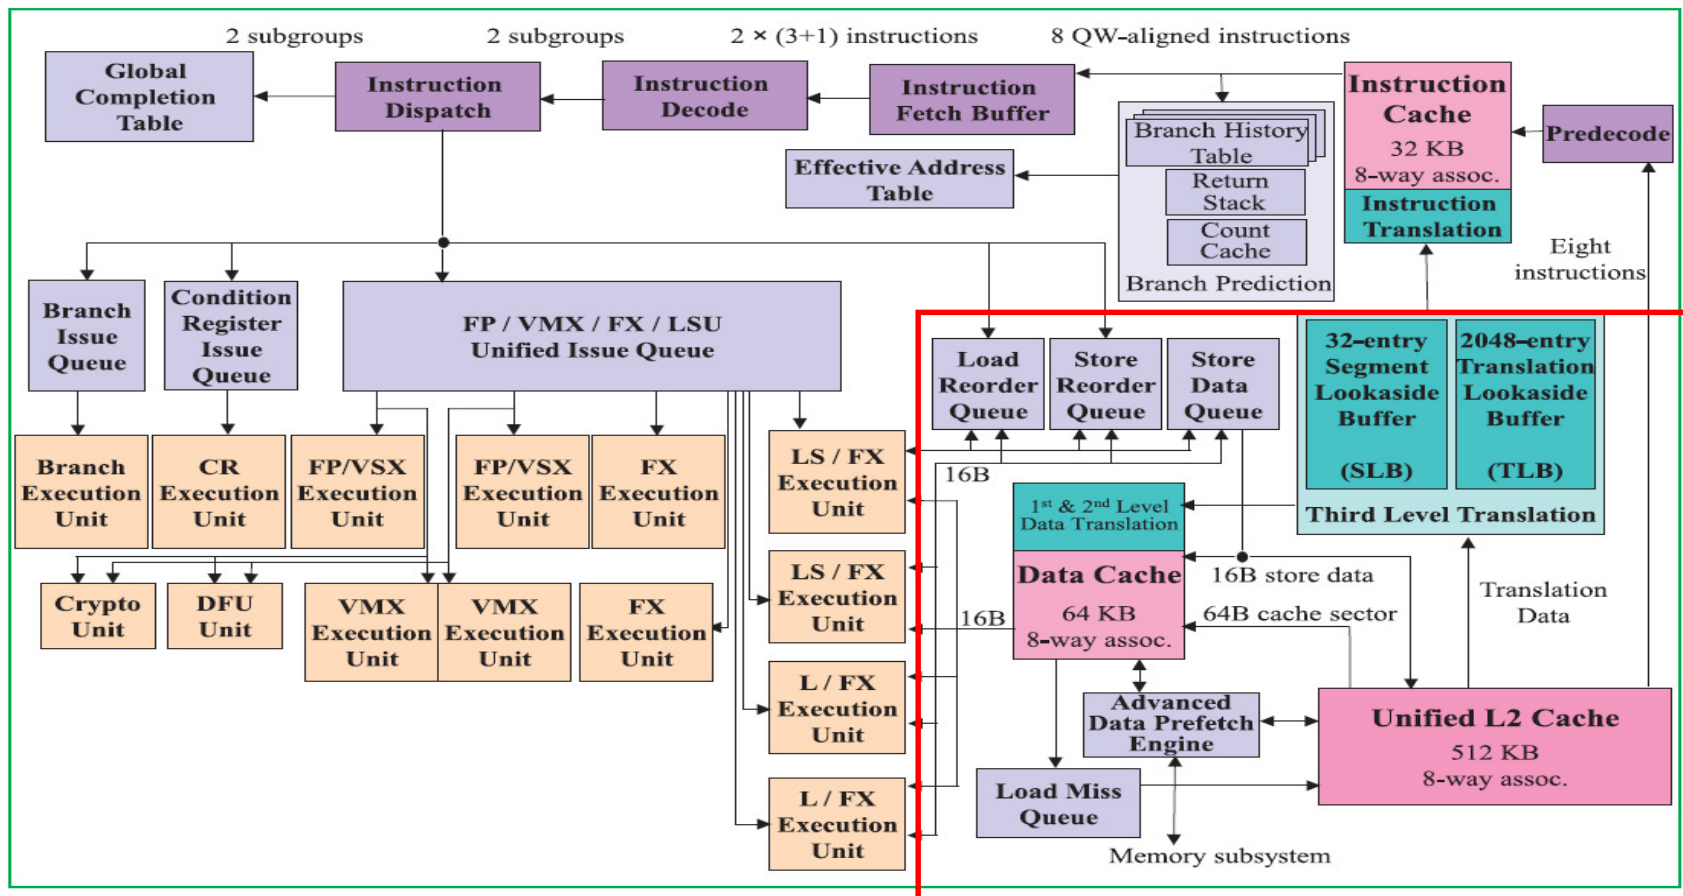 2 subgroups
2 subgroups
2 × (3+1) instructions
8 QW-aligned instructions
Global
Completion
Table
Instruction
Dispatch
Instruction
Decode
Instruction
Fetch Buffer
Instruction
Cache
32 KB
8-way assoc.
Instruction
Translation
Predecode
Branch History
Table
Return
Stack
Count
Cache
Branch Prediction
Effective Address
Table
Eight
instructions
Branch
Issue
Queue
Condition
Register
Issue
Queue
FP / VMX / FX / LSU
Unified Issue Queue
Load
Reorder
Queue
Store
Reorder
Queue
Store
Data
Queue
32-entry
Segment
Lookaside
Buffer
(SLB)
2048-entry
Translation
Lookaside
Buffer
(TLB)
Third Level Translation
Branch
Execution
Unit
CR
Execution
Unit
FP/VSX
Execution
Unit
FP/VSX
Execution
Unit
FX
Execution
Unit
LS / FX
Execution
Unit
16B
1st & 2nd Level
Data Translation
Data Cache
64 KB
8-way assoc.
16B store data
64B cache sector
Translation
Data
Crypto
Unit
DFU
Unit
VMX
Execution
Unit
VMX
Execution
Unit
FX
Execution
Unit
LS / FX
Execution
Unit
16B
L / FX
Execution
Unit
Advanced
Data Prefetch
Engine
Unified L2 Cache
512 KB
8-way assoc.
L / FX
Execution
Unit
Load Miss
Queue
Memory subsystem